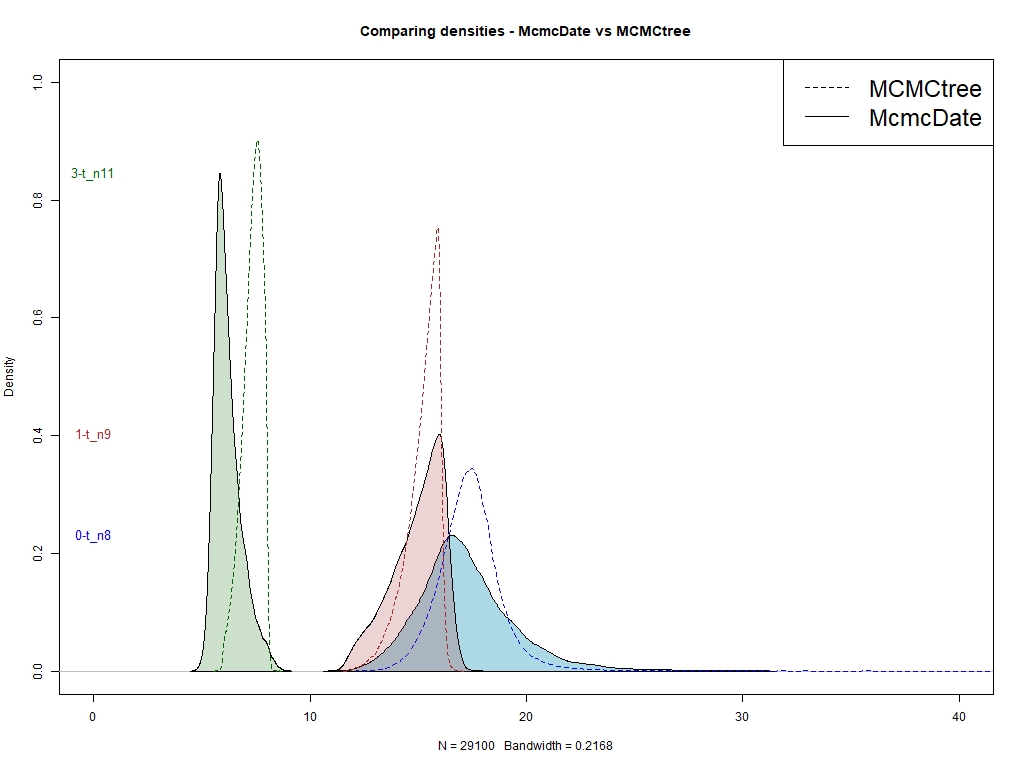 Comparing densities - McmcDate vs MCMCtree
MCMCtree
McmcDate
1.0
0.8
0.6
0.4
0.2
0.0
Density
3-t_n11
1-t_n9
0-t_n8
0
10
20
30
40
N = 29100 Bandwidth = 0.2168